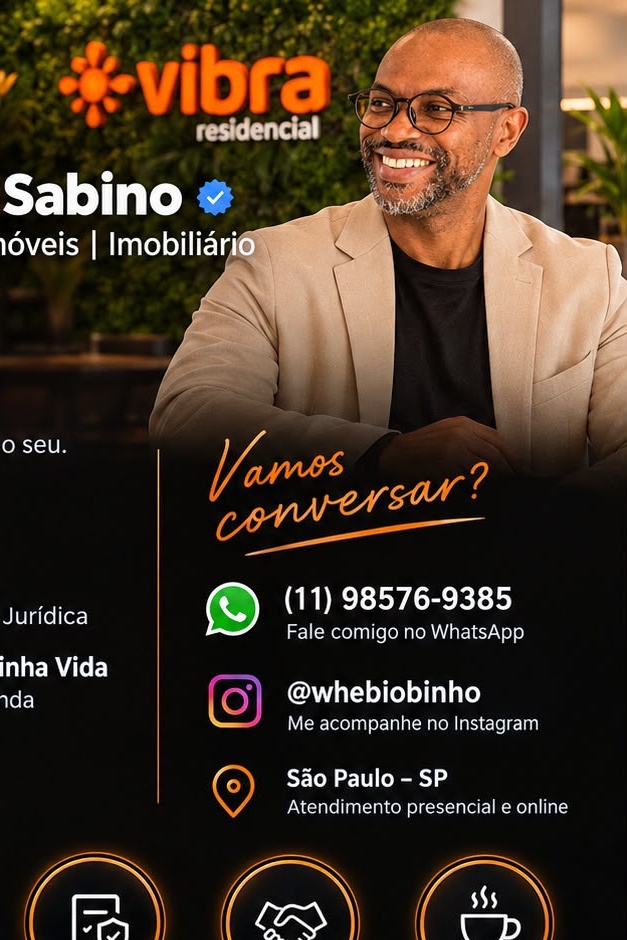 vibra
residencial
Sabino
móveis | Imobiliário
o seu.
Vamos
conversar?
(11) 98576-9385
Fale comigo no WhatsApp
Jurídica
inha Vida
nda
@whebiobinho
Me acompanhe no Instagram
São Paulo – SP
Atendimento presencial e online